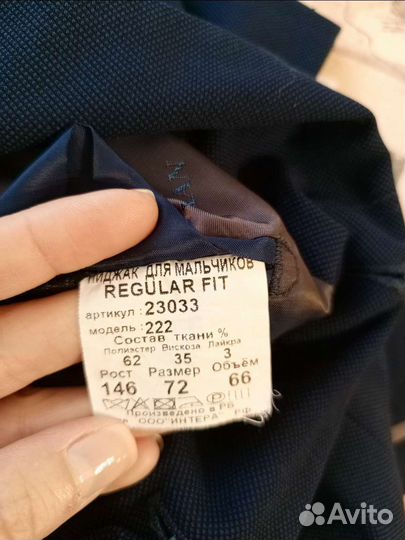 ПИДЖАК ДЛЯ МАЛЬЧИКОВ
REGULAR FIT
артикул : 23033
модель : 222
Состав ткани %
Полиэстер Вискоза Лайкра
62 35 3
Рост Размер Объём
146 72 66
Произведено в РБ
ООО"ИНТЕРА" РФ
Avito